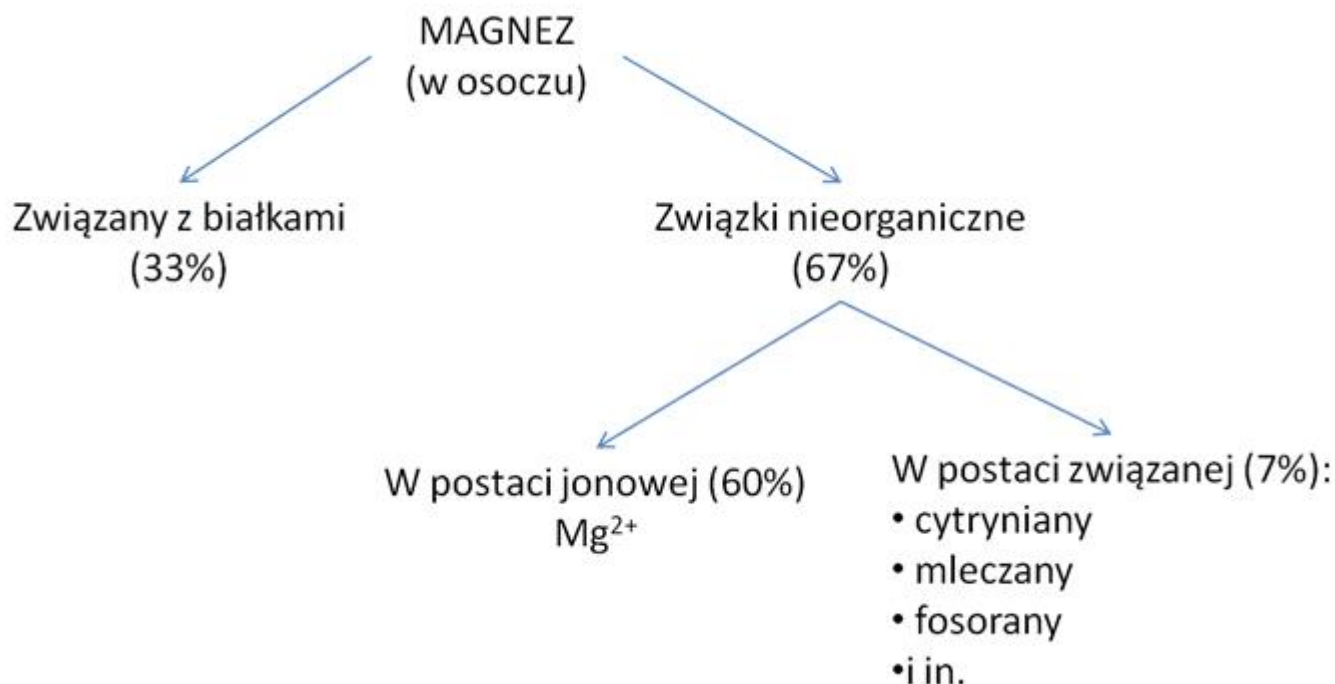 MAGNEZ
(w osoczu)
Związany z białkami
(33%)
Związki nieorganiczne
(67%)
W postaci jonowej (60%)
Mg²⁺
W postaci związanej (7%):
• cytryniany
• mleczany
• fosorany
•i in.